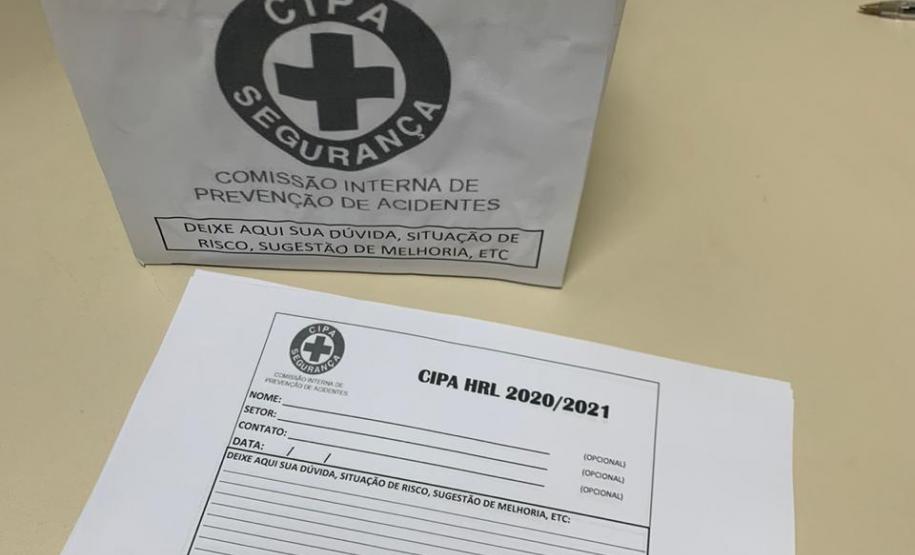 CIPA
SEGURANÇA
COMISSÃO INTERNA DE
PREVENÇÃO DE ACIDENTES
DEIXE AQUI SUA DÚVIDA, SITUAÇÃO DE
RISCO, SUGESTÃO DE MELHORIA, ETC
CIPA
SEGURANÇA
COMISSÃO INTERNA DE
PREVENÇÃO DE ACIDENTES
CIPA HRL 2020/2021
NOME:
SETOR: (OPCIONAL)
CONTATO: (OPCIONAL)
DATA: / / (OPCIONAL)
DEIXE AQUI SUA DÚVIDA, SITUAÇÃO DE RISCO, SUGESTÃO DE MELHORIA, ETC: